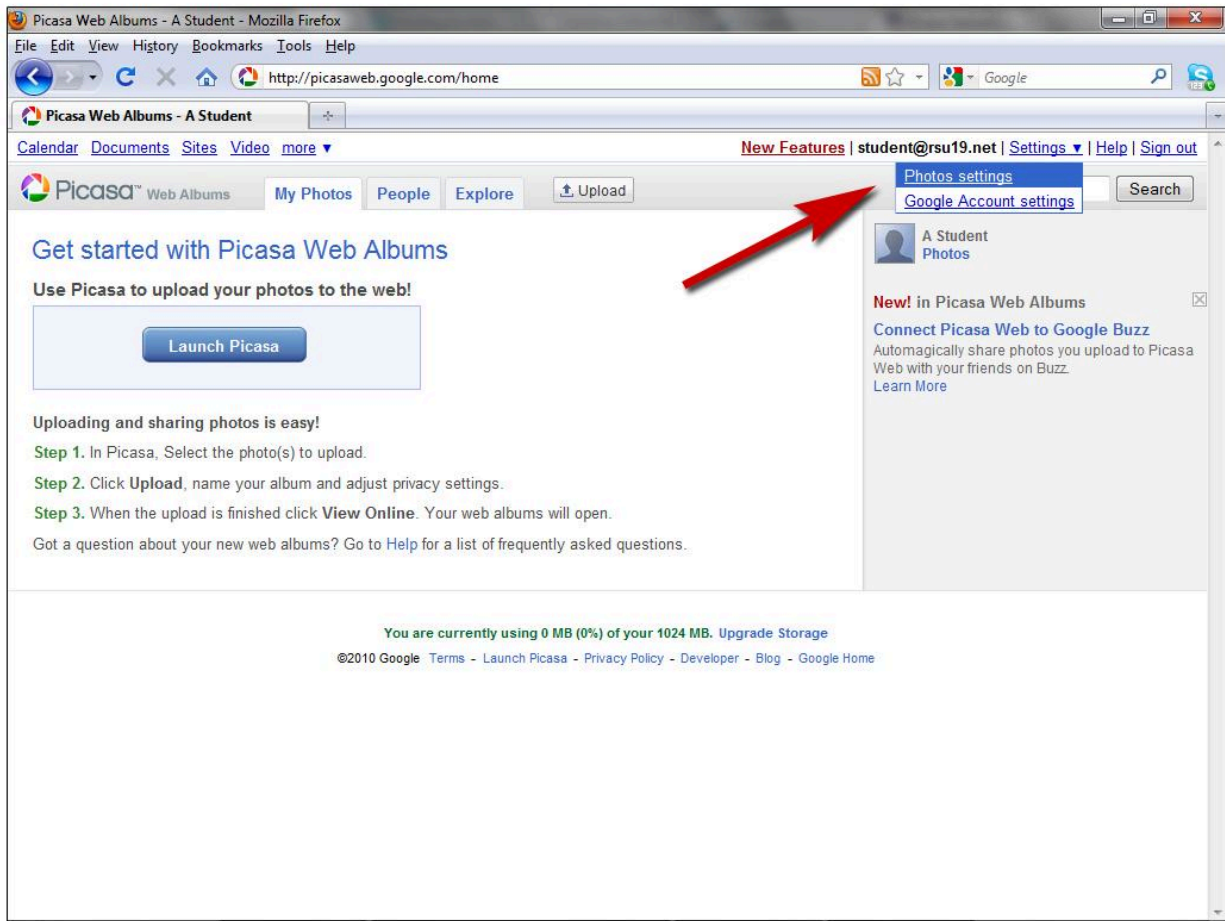 Picasa Web Albums - A Student - Mozilla Firefox
File Edit View History Bookmarks Tools Help
http://picasaweb.google.com/home
Google
Picasa Web Albums - A Student
Calendar Documents Sites Video more ▼
New Features | student@rsu19.net | Settings ▼ | Help | Sign out
Picasa™ Web Albums
My Photos People Explore Upload
Photos settings
Google Account settings
Search
Get started with Picasa Web Albums
Use Picasa to upload your photos to the web!
Launch Picasa
Uploading and sharing photos is easy!
Step 1. In Picasa, Select the photo(s) to upload.
Step 2. Click Upload, name your album and adjust privacy settings.
Step 3. When the upload is finished click View Online. Your web albums will open.
Got a question about your new web albums? Go to Help for a list of frequently asked questions.
A Student
Photos
New! in Picasa Web Albums
Connect Picasa Web to Google Buzz
Automagically share photos you upload to Picasa
Web with your friends on Buzz.
Learn More
You are currently using 0 MB (0%) of your 1024 MB. Upgrade Storage
©2010 Google Terms - Launch Picasa - Privacy Policy - Developer - Blog - Google Home